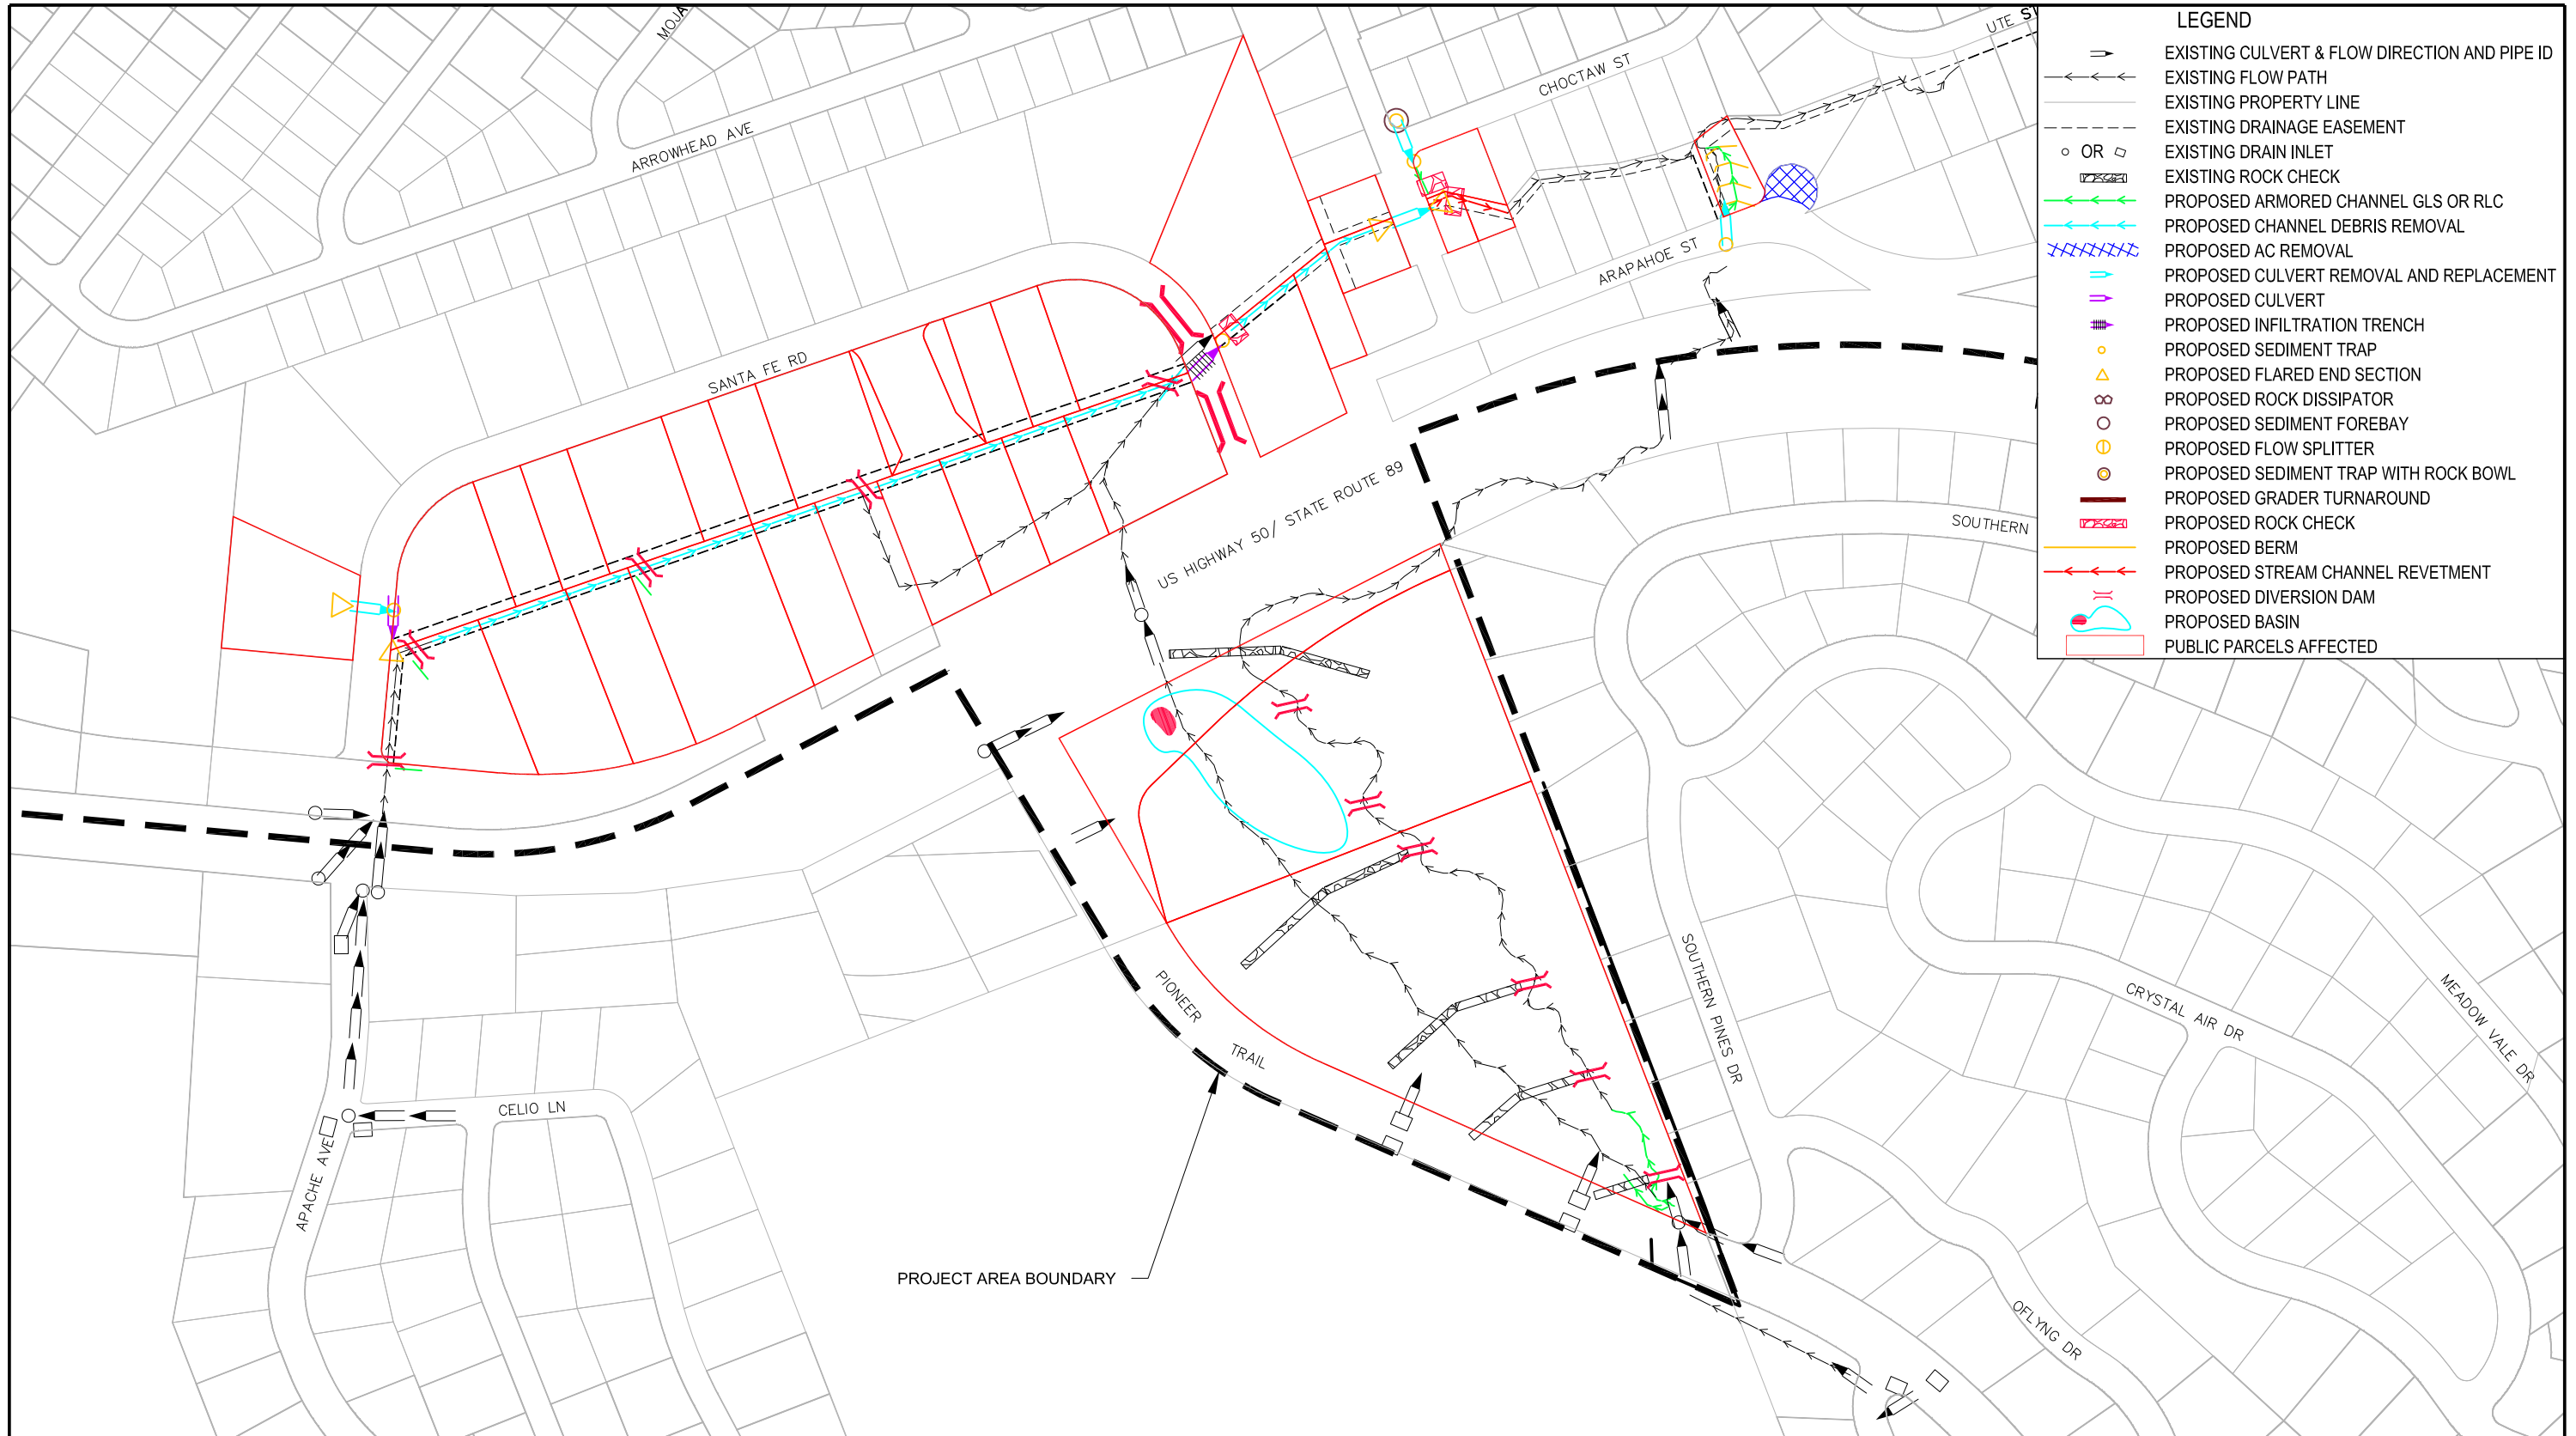 MOJA
ARROWHEAD AVE
CHOCTAW ST
UTE ST
ARAPAHOE ST
SANTA FE RD
US HIGHWAY 50/ STATE ROUTE 89
SOUTHERN
SOUTHERN PINES DR
PIONEER
TRAIL
CRYSTAL AIR DR
MEADOW VALE DR
CELIO LN
APACHE AVE
OFLYNG DR
PROJECT AREA BOUNDARY
LEGEND
EXISTING CULVERT & FLOW DIRECTION AND PIPE ID
EXISTING FLOW PATH
EXISTING PROPERTY LINE
EXISTING DRAINAGE EASEMENT
OR EXISTING DRAIN INLET
EXISTING ROCK CHECK
PROPOSED ARMORED CHANNEL GLS OR RLC
PROPOSED CHANNEL DEBRIS REMOVAL
PROPOSED AC REMOVAL
PROPOSED CULVERT REMOVAL AND REPLACEMENT
PROPOSED CULVERT
PROPOSED INFILTRATION TRENCH
PROPOSED SEDIMENT TRAP
PROPOSED FLARED END SECTION
PROPOSED ROCK DISSIPATOR
PROPOSED SEDIMENT FOREBAY
PROPOSED FLOW SPLITTER
PROPOSED SEDIMENT TRAP WITH ROCK BOWL
PROPOSED GRADER TURNAROUND
PROPOSED ROCK CHECK
PROPOSED BERM
PROPOSED STREAM CHANNEL REVETMENT
PROPOSED DIVERSION DAM
PROPOSED BASIN
PUBLIC PARCELS AFFECTED